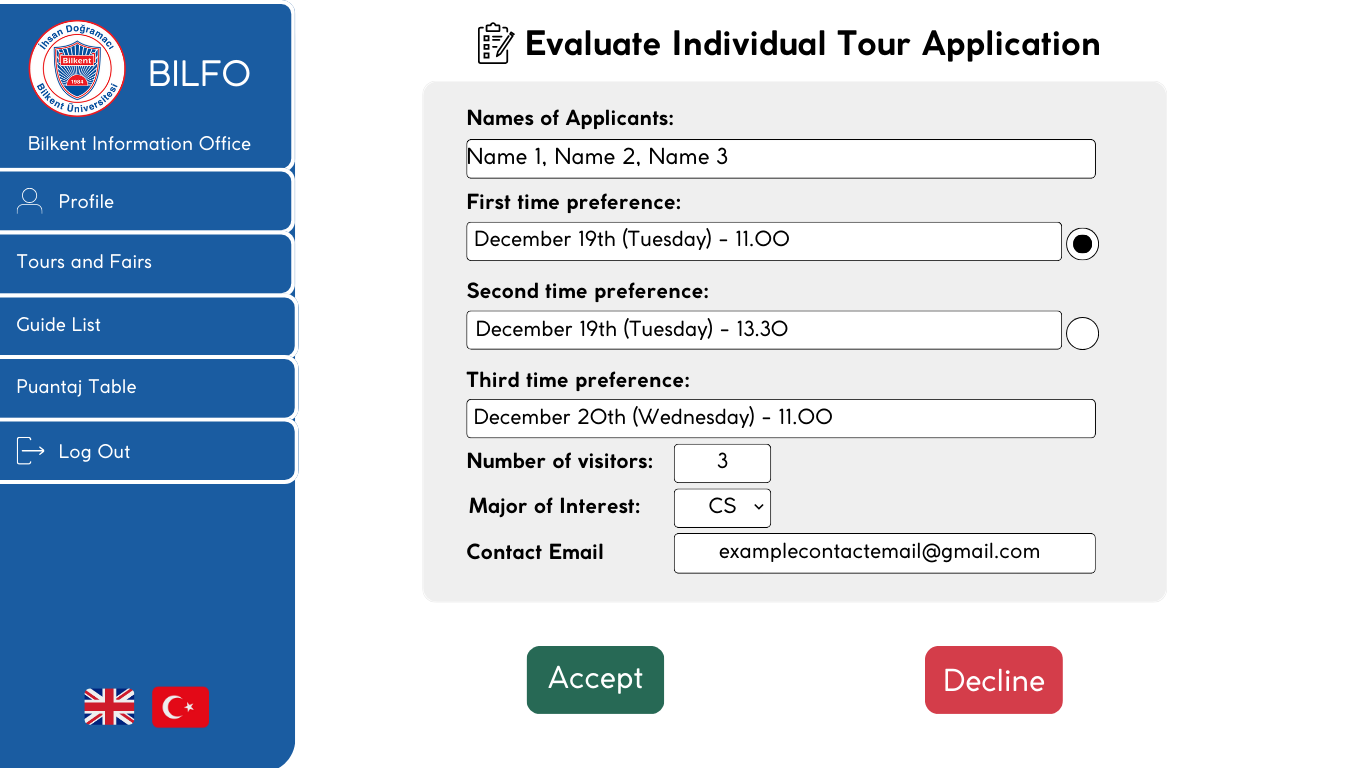 İhsan Doğramacı
Bilkent
1984
Bilkent Üniversitesi
BILFO
Bilkent Information Office
Profile
Tours and Fairs
Guide List
Puantaj Table
Log Out
Evaluate Individual Tour Application
Names of Applicants:
Name 1, Name 2, Name 3
First time preference:
December 19th (Tuesday) - 11.00
Second time preference:
December 19th (Tuesday) - 13.30
Third time preference:
December 20th (Wednesday) - 11.00
Number of visitors: 3
Major of Interest: CS
Contact Email examplecontactemail@gmail.com
Accept Decline